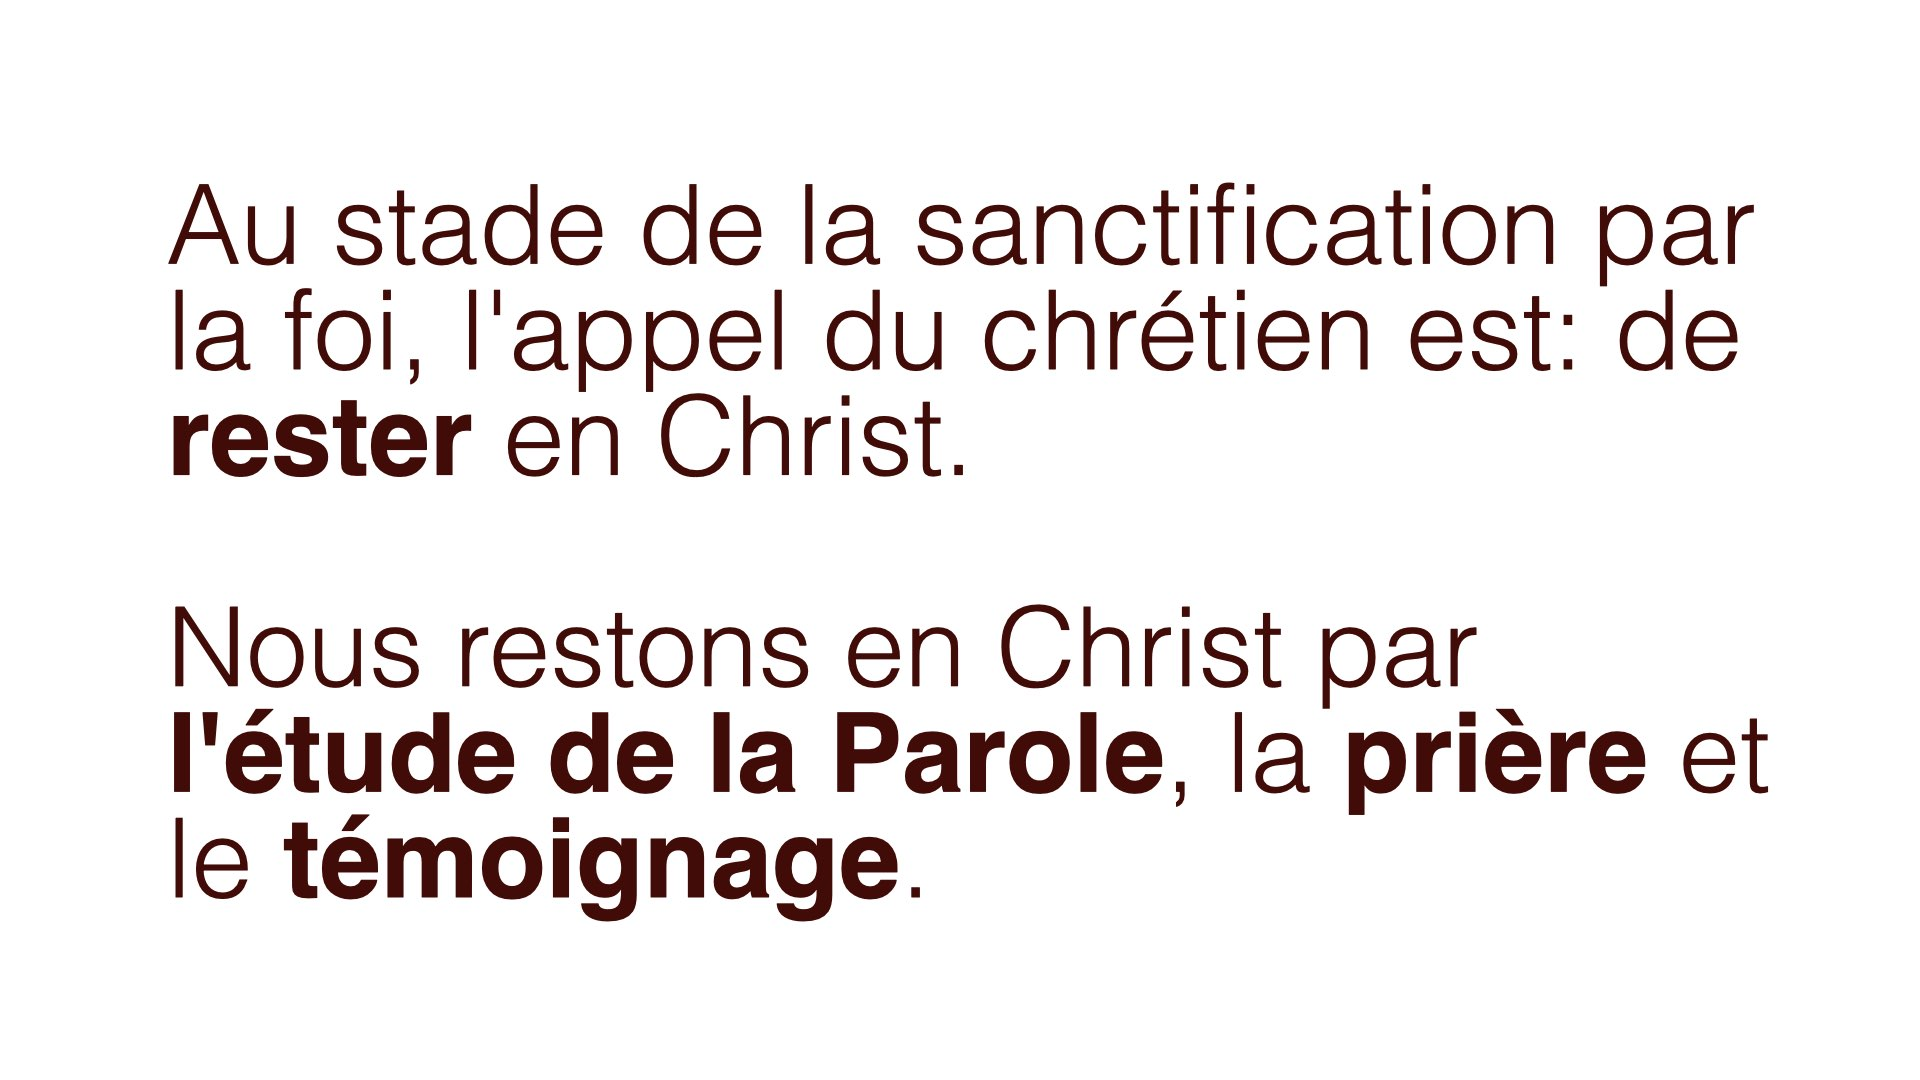 Au stade de la sanctification par
la foi, l'appel du chrétien est: de
rester en Christ.
Nous restons en Christ par
l'étude de la Parole, la prière et
le témoignage.